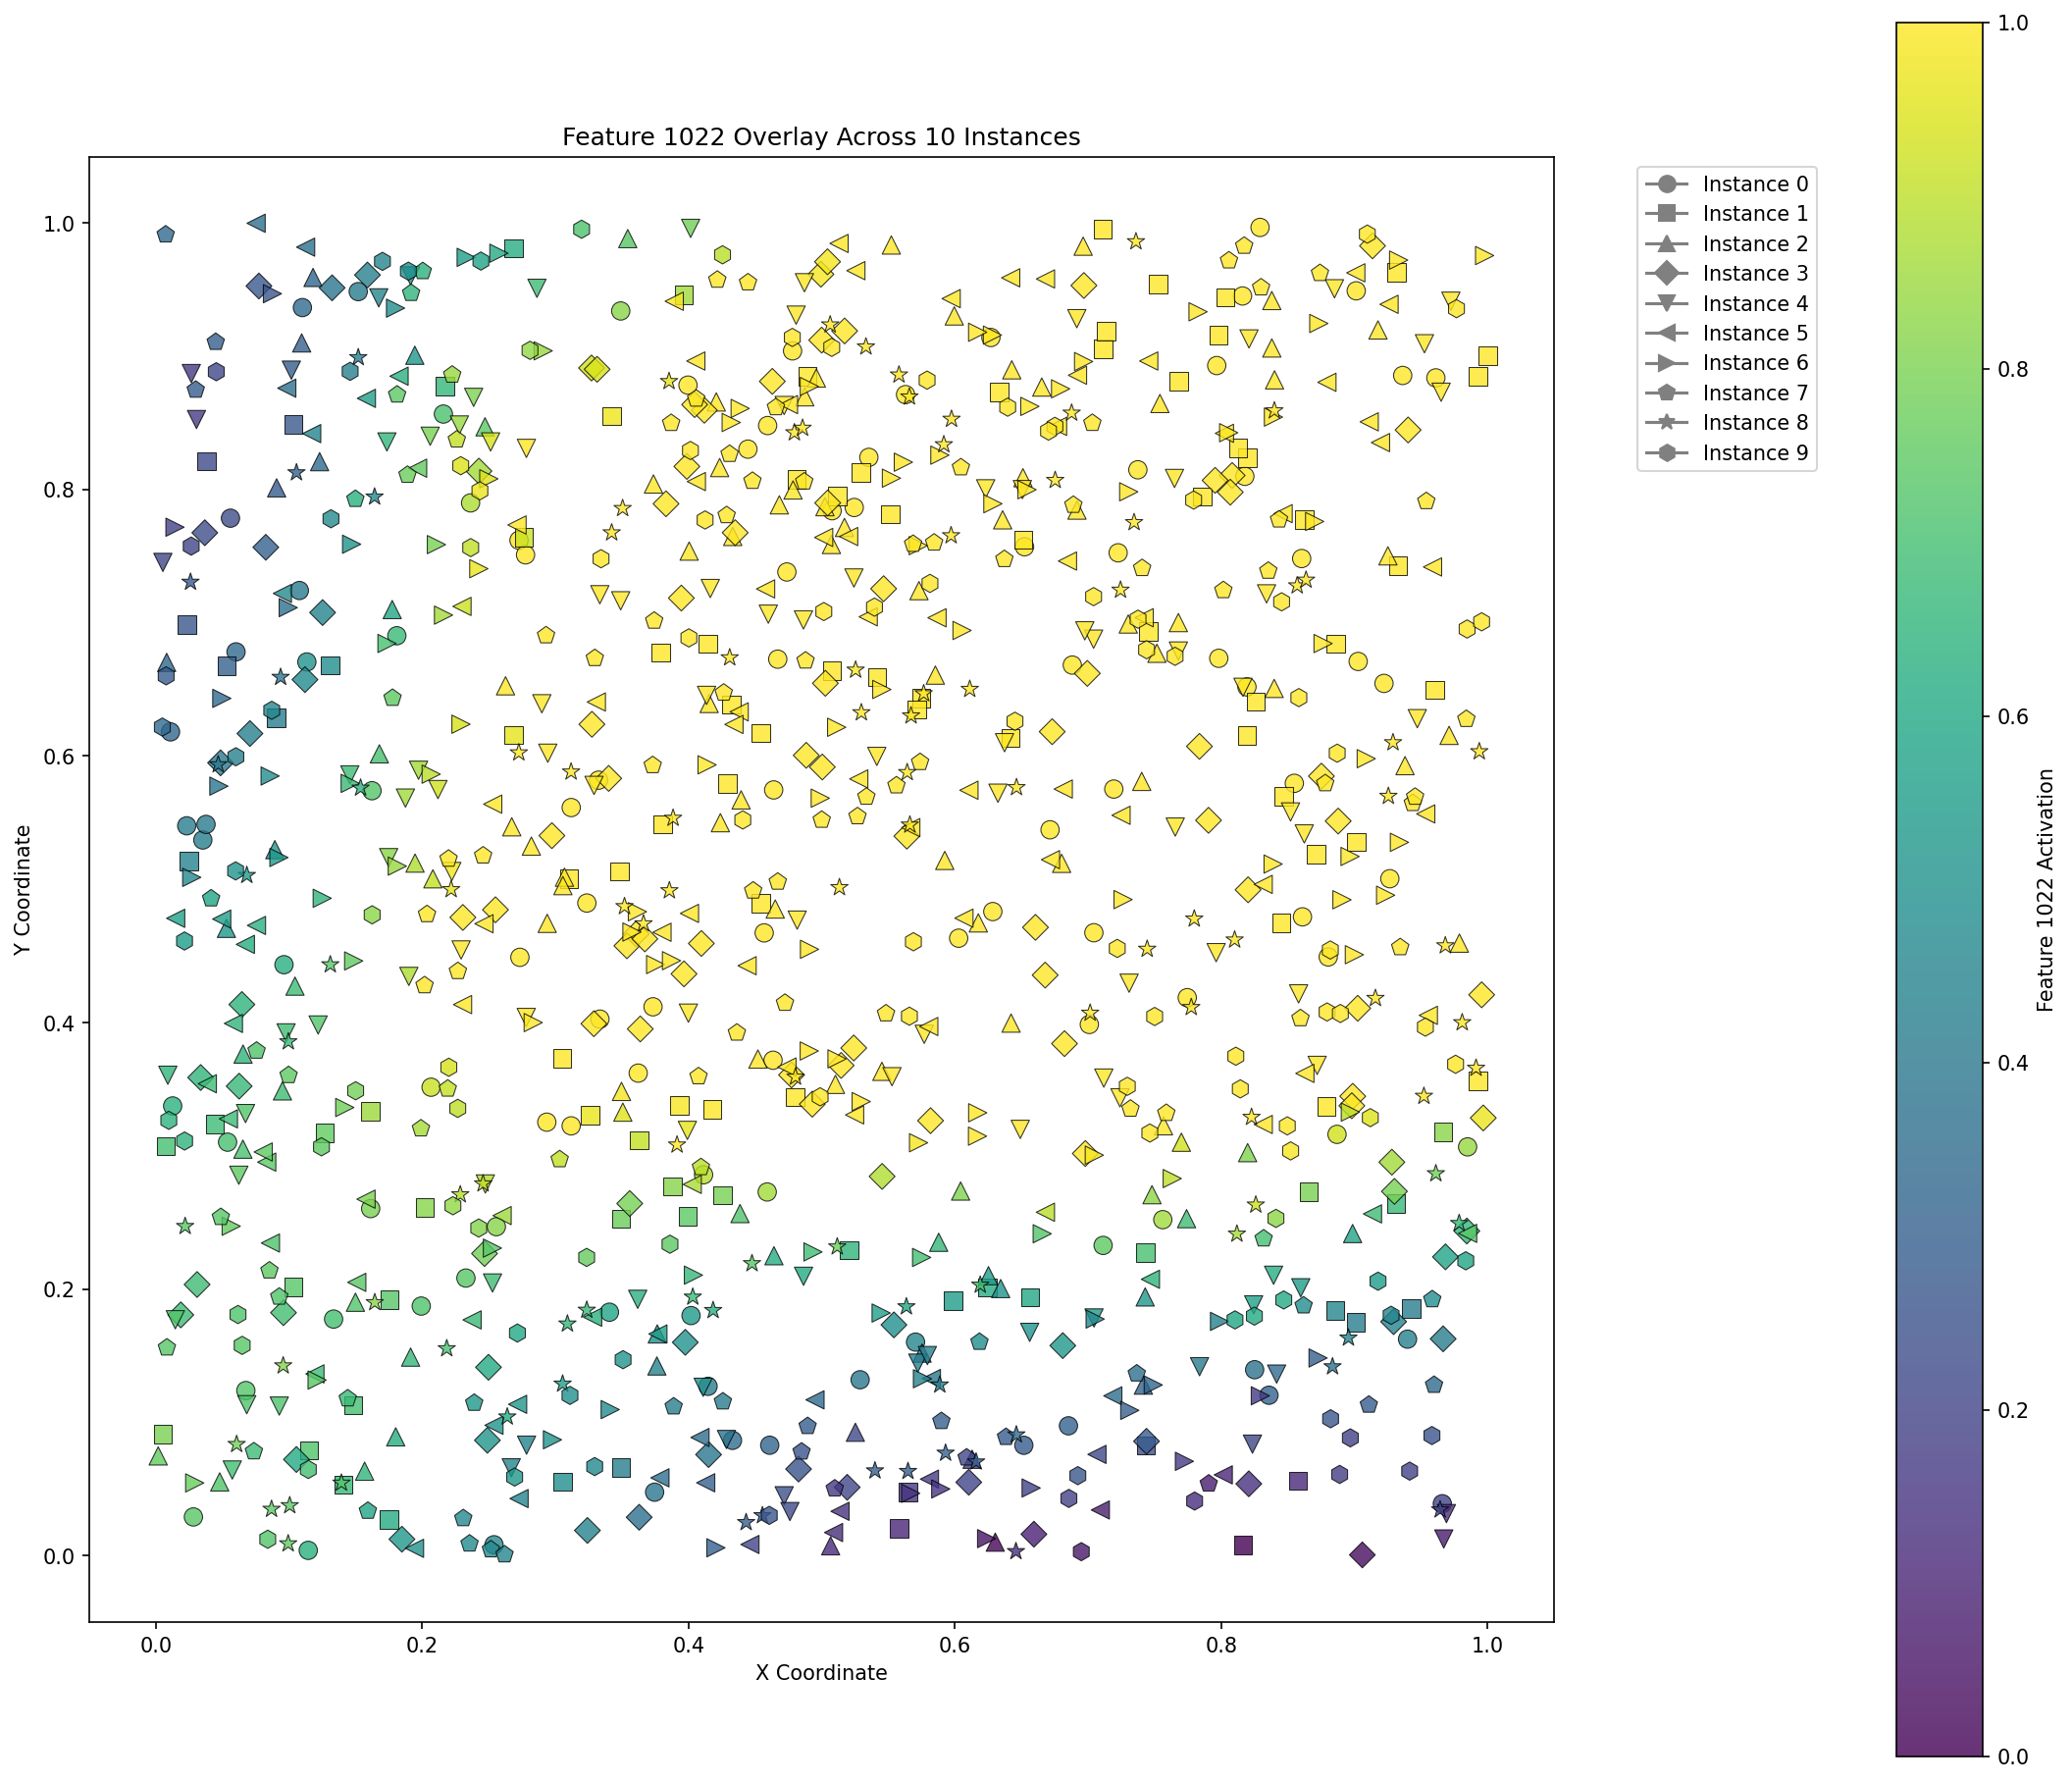 Feature 1022 Overlay Across 10 Instances
1.0
0.8
0.6
0.4
0.2
0.0
Y Coordinate
0.0
0.2
0.4
0.6
0.8
1.0
X Coordinate
Instance 0
Instance 1
Instance 2
Instance 3
Instance 4
Instance 5
Instance 6
Instance 7
Instance 8
Instance 9
1.0
0.8
0.6
0.4
0.2
0.0
Feature 1022 Activation